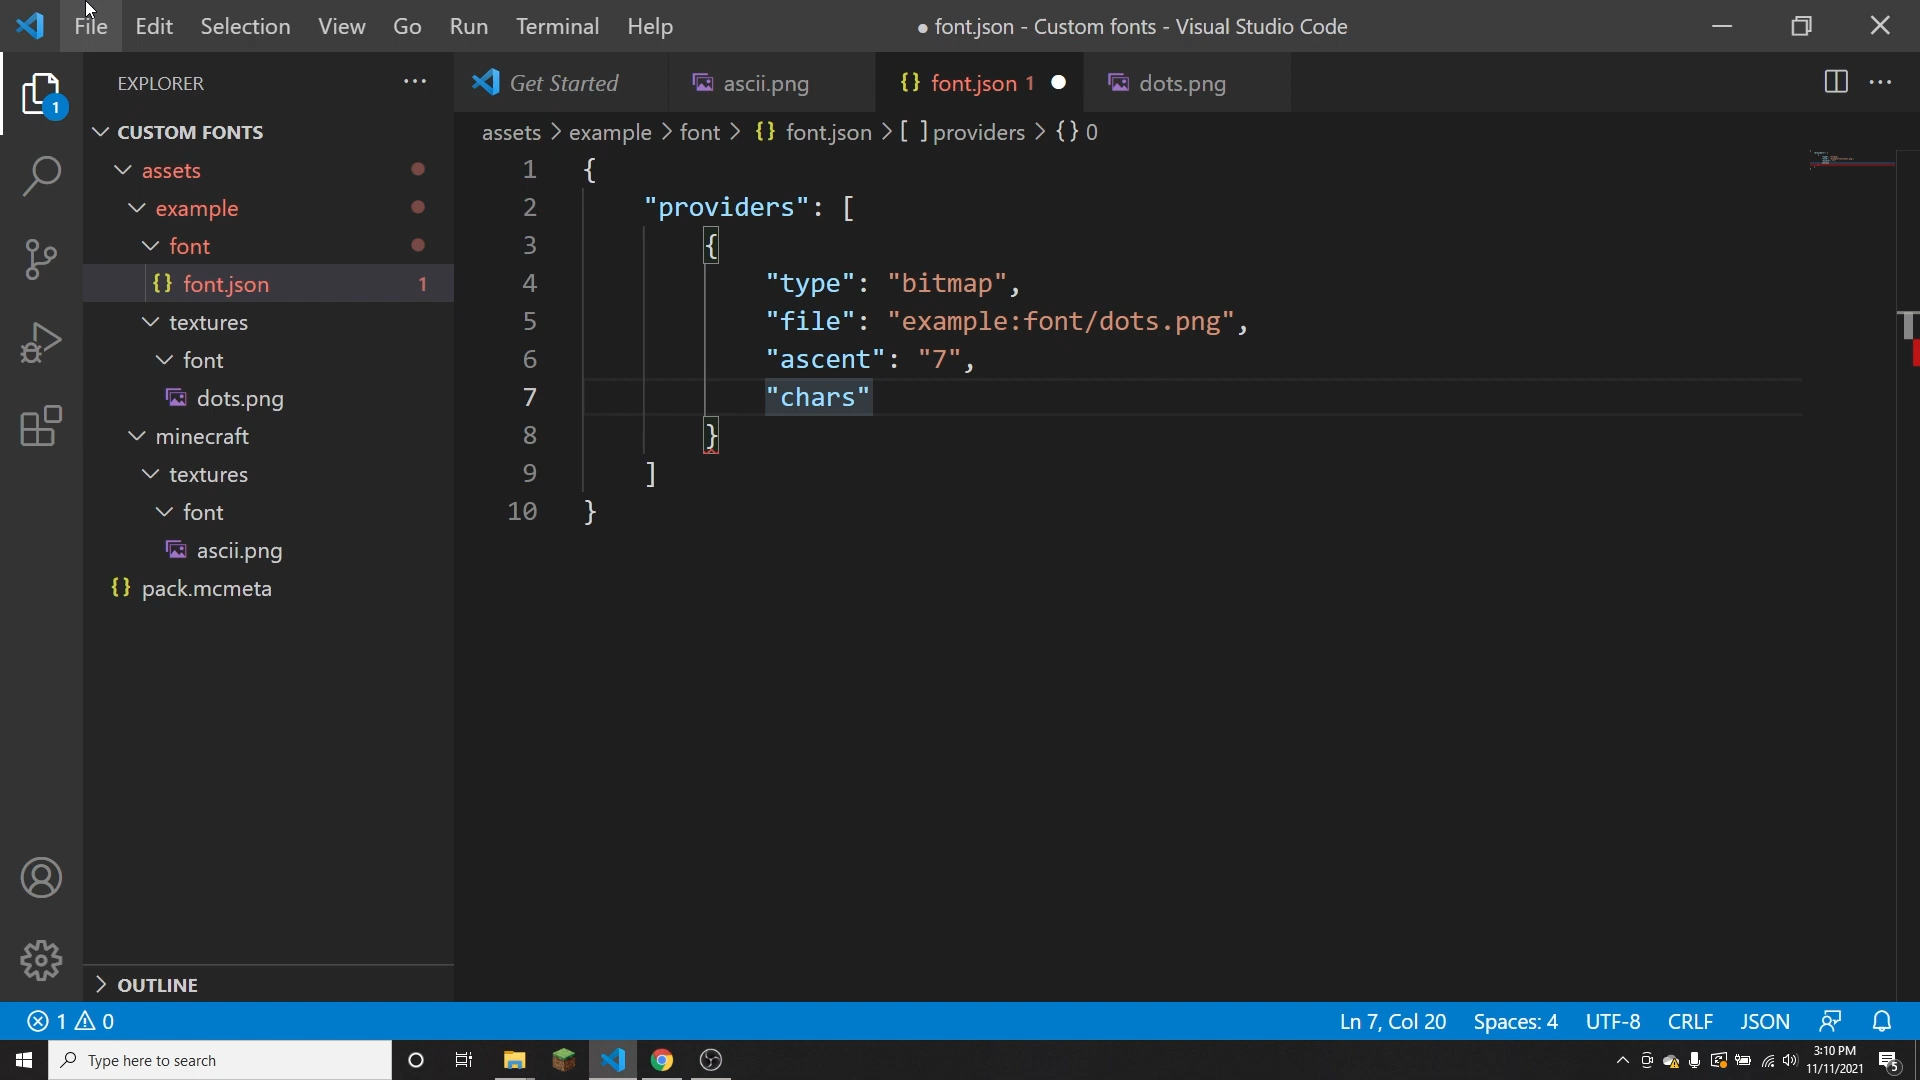 File Edit Selection View Go Run Terminal Help ● font.json - Custom fonts - Visual Studio Code
EXPLORER ...
Get Started ascii.png {} font.json 1 ● dots.png
1
CUSTOM FONTS
assets > example > font > {} font.json > [ ] providers > {} 0
assets
example
font
{} font.json 1
textures
font
dots.png
minecraft
textures
font
ascii.png
{} pack.mcmeta
1 {
2 "providers": [
3 {
4 "type": "bitmap",
5 "file": "example:font/dots.png",
6 "ascent": "7",
7 "chars"
8 }
9 ]
10 }
> OUTLINE
1 0 Ln 7, Col 20 Spaces: 4 UTF-8 CRLF JSON
Type here to search
3:10 PM
11/11/2021
5